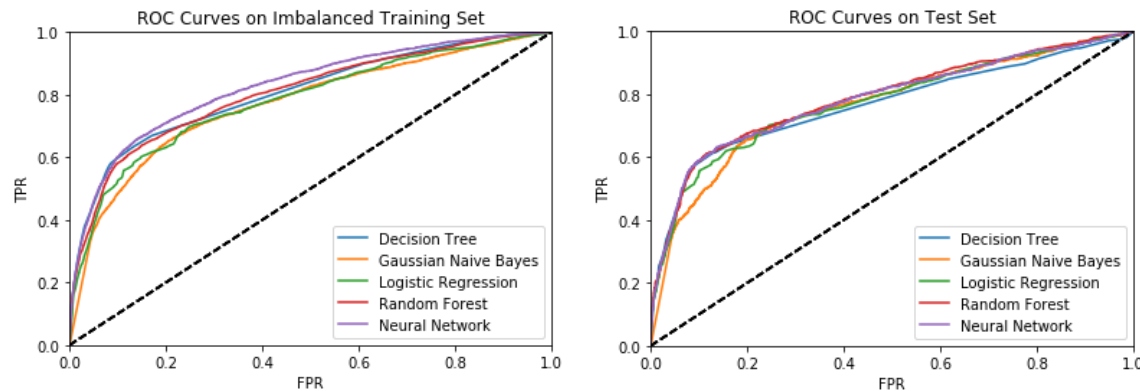 ROC Curves on Imbalanced Training Set
1.0
0.8
0.6
0.4
0.2
0.0
TPR
0.0 0.2 0.4 0.6 0.8 1.0
FPR
Decision Tree
Gaussian Naive Bayes
Logistic Regression
Random Forest
Neural Network
ROC Curves on Test Set
1.0
0.8
0.6
0.4
0.2
0.0
TPR
0.0 0.2 0.4 0.6 0.8 1.0
FPR
Decision Tree
Gaussian Naive Bayes
Logistic Regression
Random Forest
Neural Network